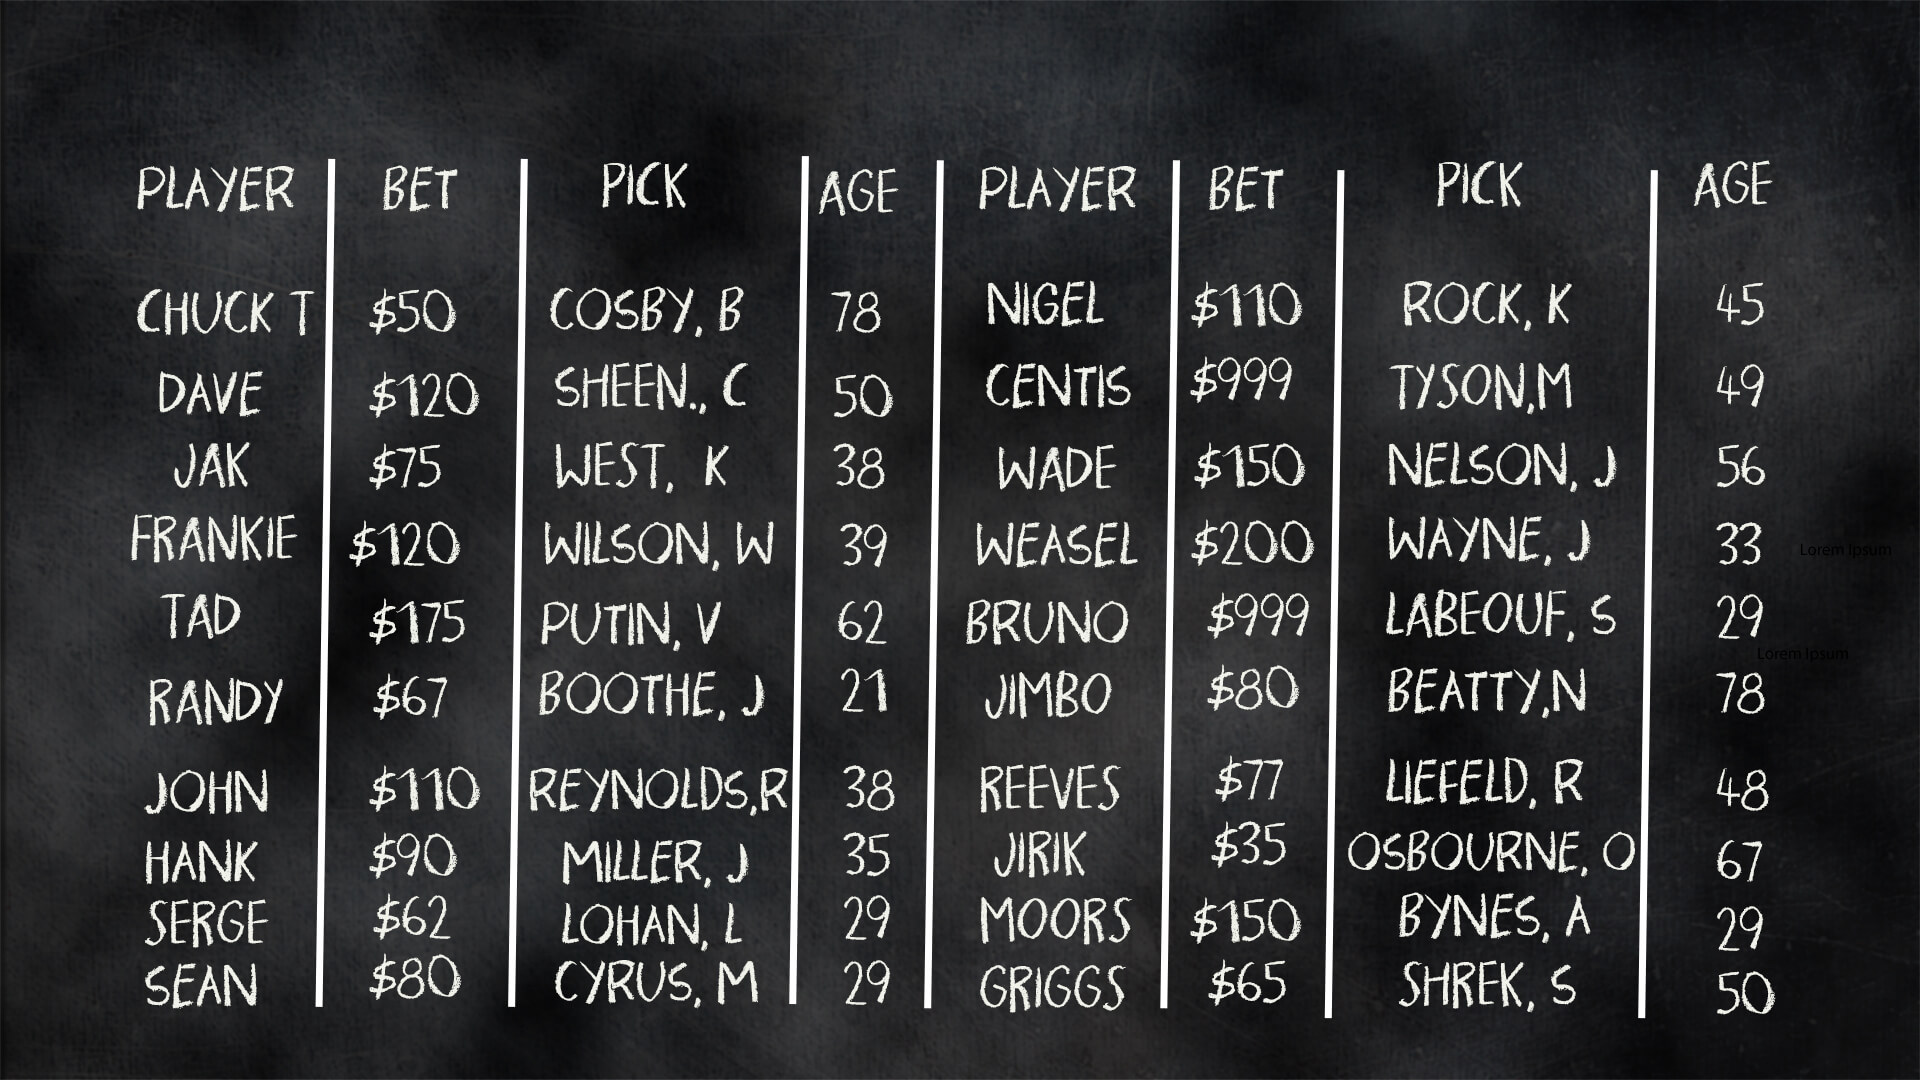 PLAYER BET PICK AGE PLAYER BET PICK AGE
CHUCK T $50 COSBY, B 78 NIGEL $110 ROCK, K 45
DAVE $120 SHEEN., C 50 CENTIS $999 TYSON,M 49
JAK $75 WEST, K 38 WADE $150 NELSON, J 56
FRANKIE $120 WILSON, W 39 WEASEL $200 WAYNE, J 33
Lorem Ipsum
TAD $175 PUTIN, V 62 BRUNO $999 LABEOUF, S 29
Lorem Ipsum
RANDY $67 BOOTHE, J 21 JIMBO $80 BEATTY,N 78
JOHN $110 REYNOLDS,R 38 REEVES $77 LIEFELD, R 48
HANK $90 MILLER, J 35 JIRIK $35 OSBOURNE, O 67
SERGE $62 LOHAN, L 29 MOORS $150 BYNES, A 29
SEAN $80 CYRUS, M 29 GRIGGS $65 SHREK, S 50